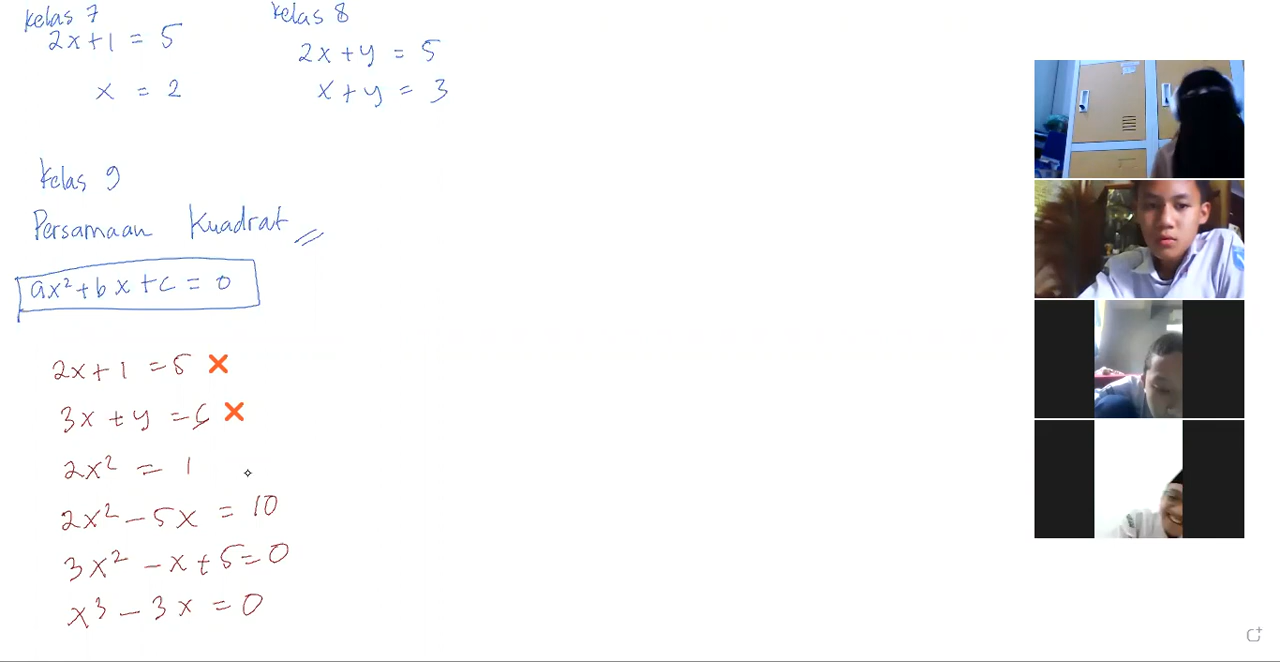 Kelas 7
2x+1 = 5
x = 2
Kelas 8
2x+y = 5
x+y = 3
Kelas 9
Persamaan Kuadrat
ax²+bx+c = 0
2x+1 = 5 ×
3x+y = 5 ×
2x² = 1
2x² - 5x = 10
3x² - x + 5 = 0
x³ - 3x = 0